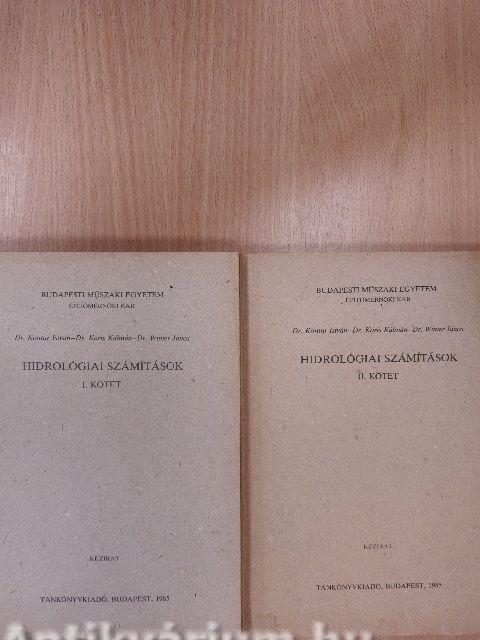 BUDAPESTI MŰSZAKI EGYETEM
ÉPÍTŐMÉRNÖKI KAR
Dr. Kontur István–Dr. Koris Kálmán–Dr. Winter János
HIDROLÓGIAI SZÁMÍTÁSOK
I. KÖTET
KÉZIRAT
TANKÖNYVKIADÓ, BUDAPEST, 1985
BUDAPESTI MŰSZAKI EGYETEM
ÉPÍTŐMÉRNÖKI KAR
Dr. Kontur István–Dr. Koris Kálmán–Dr. Winter János
HIDROLÓGIAI SZÁMÍTÁSOK
II. KÖTET
KÉZIRAT
TANKÖNYVKIADÓ, BUDAPEST, 1985
Antikvárium.hu